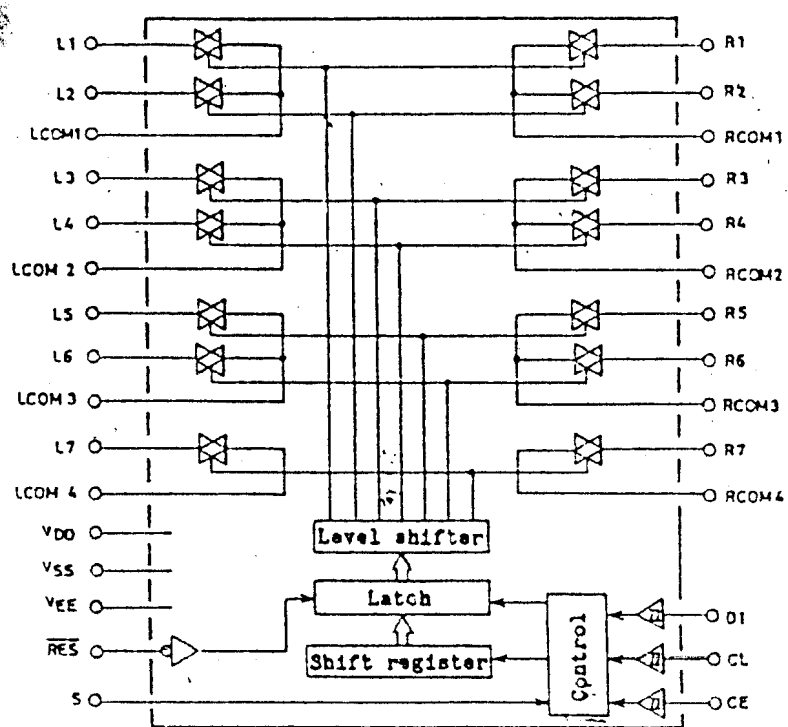 L1 R1
L2 R2
LCOM1 RCOM1
L3 R3
L4 R4
LCOM 2 RCOM2
L5 R5
L6 R6
LCOM 3 RCOM3
L7 R7
LCOM 4 RCOM4
VDD
Level shifter
VSS
VEE
Latch
DI
RES
Shift register
Control
CL
S
CE